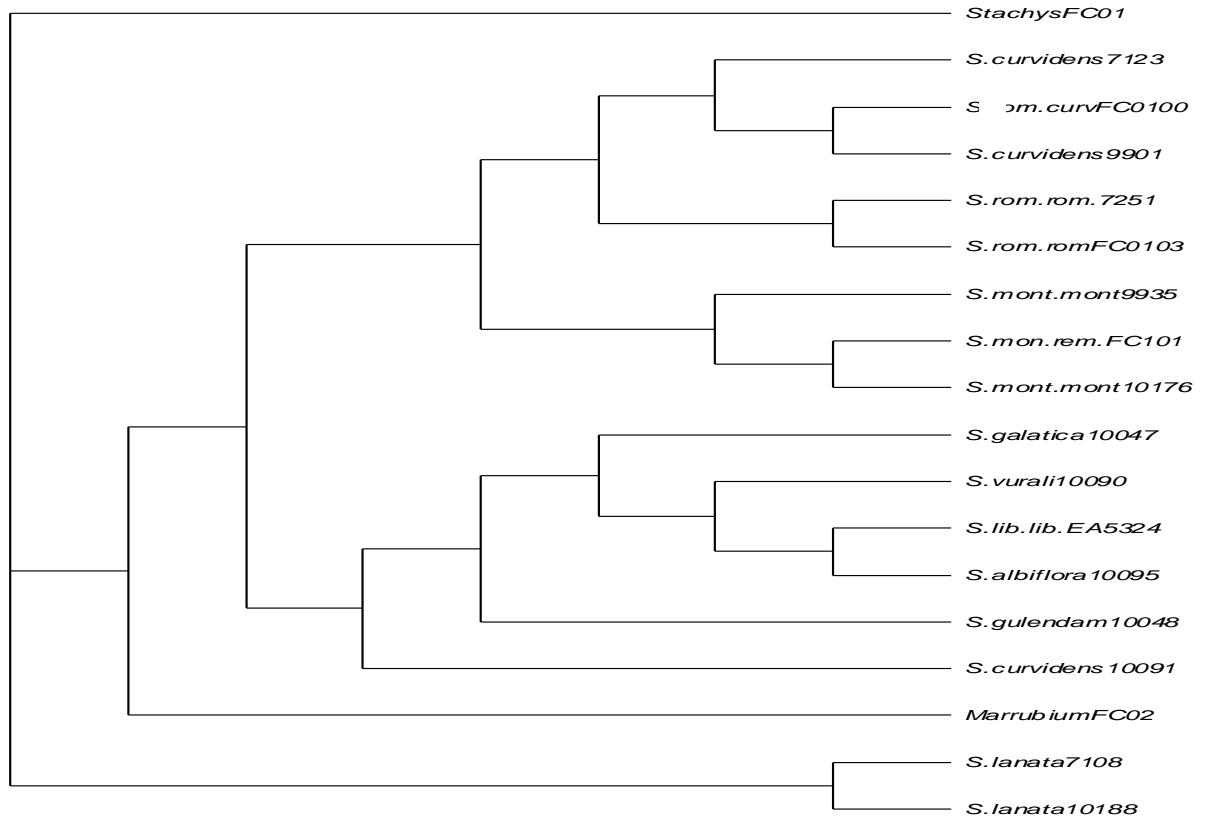 StachysFC01
S.curvidens7123
S om.curvFC0100
S.curvidens9901
S.rom.rom.7251
S.rom.romFC0103
S.mont.mont9935
S.mon.rem.FC101
S.mont.mont10176
S.galatica10047
S.vurali10090
S.lib.lib.EA5324
S.albiflora10095
S.gulendam10048
S.curvidens10091
MarrubiumFC02
S.lanata7108
S.lanata10188